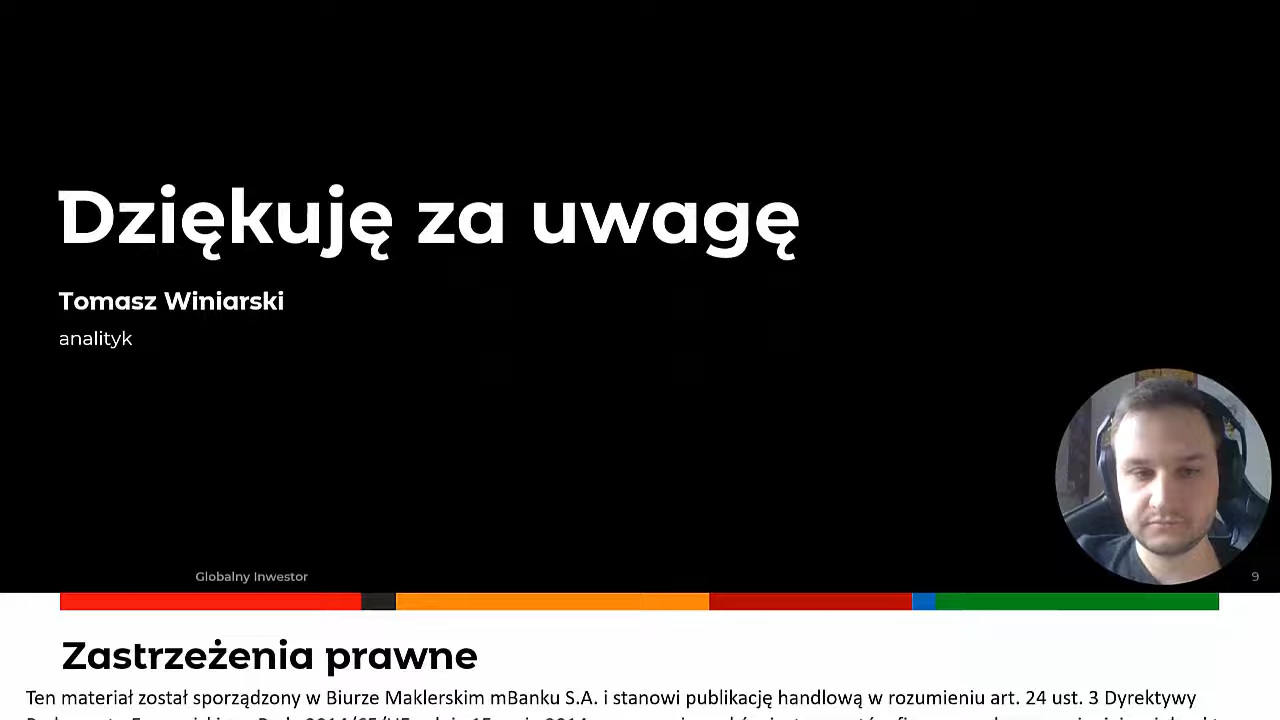 Dziękuję za uwagę
Tomasz Winiarski
analityk
Globalny Inwestor
9
Zastrzeżenia prawne
Ten materiał został sporządzony w Biurze Maklerskim mBanku S.A. i stanowi publikację handlową w rozumieniu art. 24 ust. 3 Dyrektywy